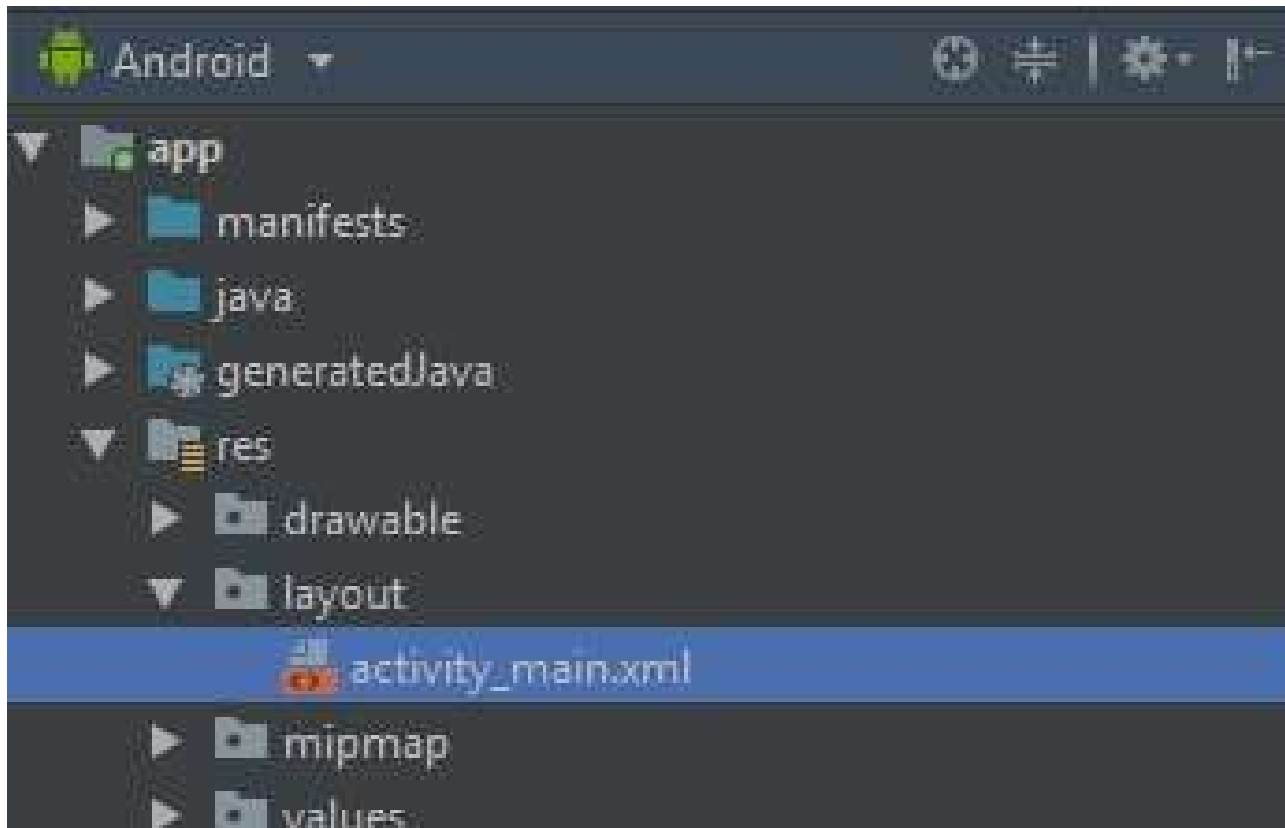 Android
app
manifests
java
generatedJava
res
drawable
layout
activity_main.xml
mipmap
values